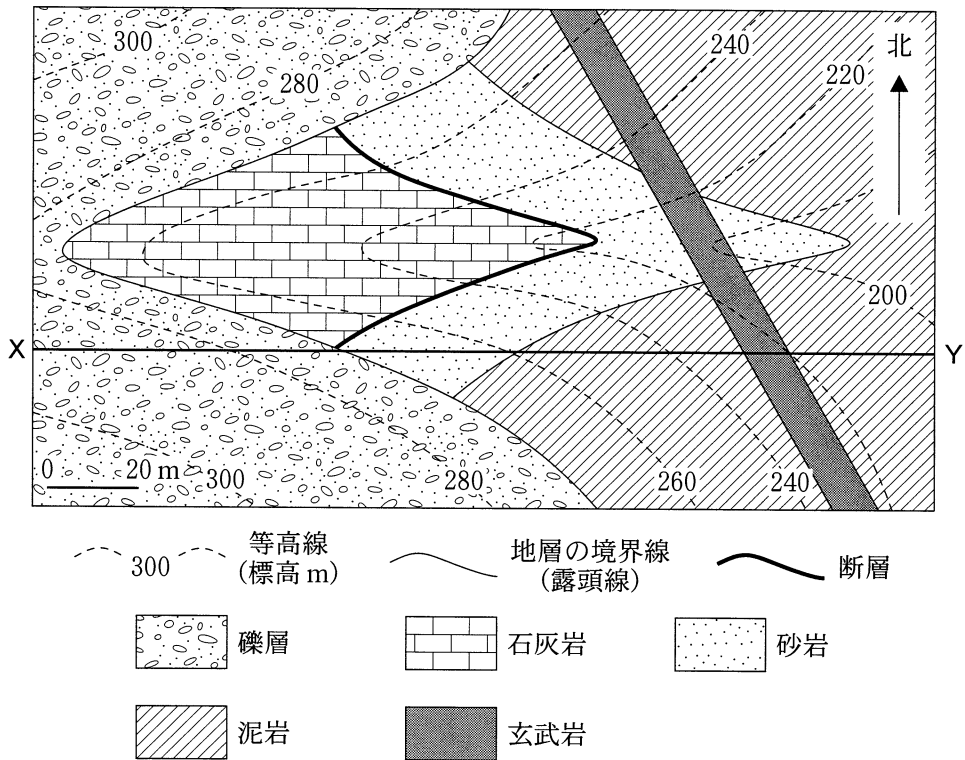 300
240
北
280
220
200
X
Y
0 20 m
300
280
260
240
300
等高線
(標高 m)
地層の境界線
(露頭線)
断層
礫層
石灰岩
砂岩
泥岩
玄武岩